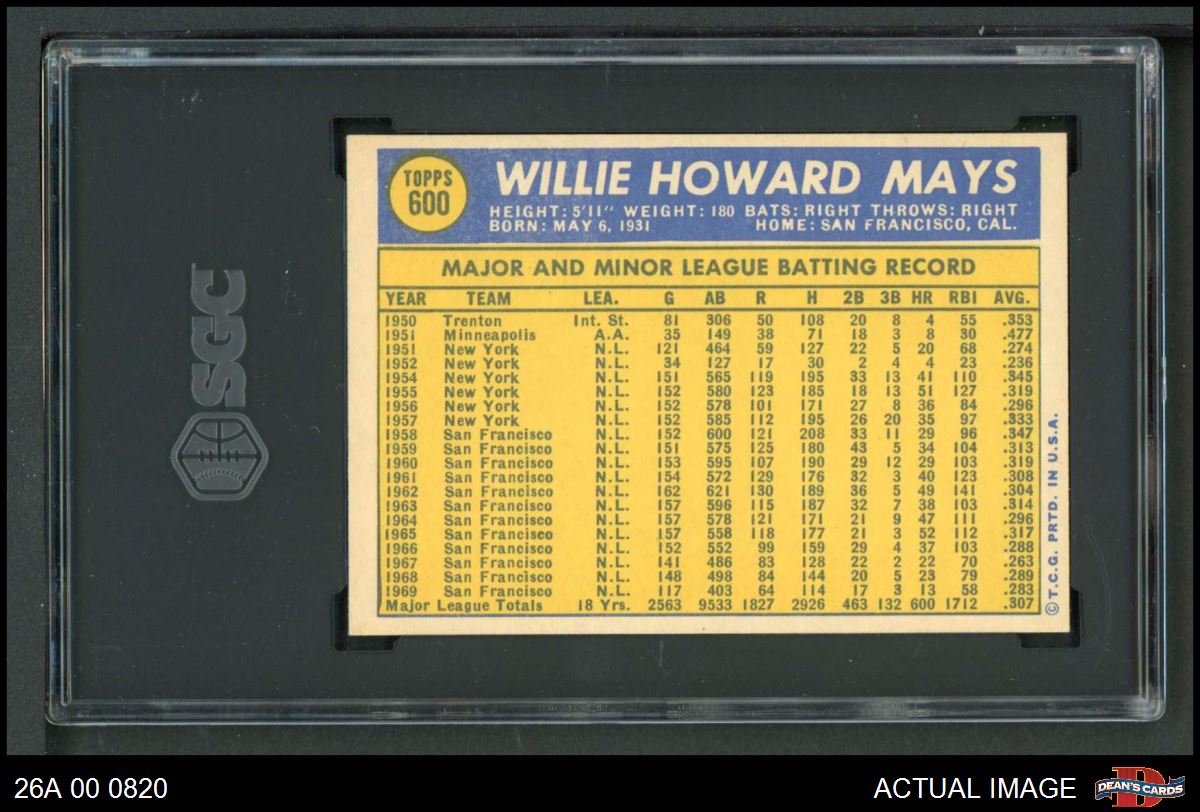 SGC
TOPPS
600
WILLIE HOWARD MAYS
HEIGHT: 5'11" WEIGHT: 180 BATS: RIGHT THROWS: RIGHT
BORN: MAY 6, 1931 HOME: SAN FRANCISCO, CAL.
MAJOR AND MINOR LEAGUE BATTING RECORD
YEAR TEAM LEA. G AB R H 2B 3B HR RBI AVG.
1950 Trenton Int. St. 81 306 50 108 20 8 4 55 .353
1951 Minneapolis A.A. 35 149 38 71 18 3 8 30 .477
1951 New York N.L. 121 464 59 127 22 5 20 68 .274
1952 New York N.L. 34 127 17 30 2 4 4 23 .236
1954 New York N.L. 151 565 119 195 33 13 41 110 .345
1955 New York N.L. 152 580 123 185 18 13 51 127 .319
1956 New York N.L. 152 578 101 171 27 8 36 84 .296
1957 New York N.L. 152 585 112 195 26 20 35 97 .333
1958 San Francisco N.L. 152 600 121 208 33 11 29 96 .347
1959 San Francisco N.L. 151 575 125 180 43 5 34 104 .313
1960 San Francisco N.L. 153 595 107 190 29 12 29 103 .319
1961 San Francisco N.L. 154 572 129 176 32 3 40 123 .308
1962 San Francisco N.L. 162 621 130 189 36 5 49 141 .304
1963 San Francisco N.L. 157 596 115 187 32 7 38 103 .314
1964 San Francisco N.L. 157 578 121 171 21 9 47 111 .296
1965 San Francisco N.L. 157 558 118 177 21 3 52 112 .317
1966 San Francisco N.L. 152 552 99 159 29 4 37 103 .288
1967 San Francisco N.L. 141 486 83 128 22 2 22 70 .263
1968 San Francisco N.L. 148 498 84 144 20 5 23 79 .289
1969 San Francisco N.L. 117 403 64 114 17 3 13 58 .283
Major League Totals 18 Yrs. 2563 9533 1827 2926 463 132 600 1712 .307
©T.C.G. PRTD. IN U.S.A.
26A 00 0820
ACTUAL IMAGE
DEAN'S CARDS